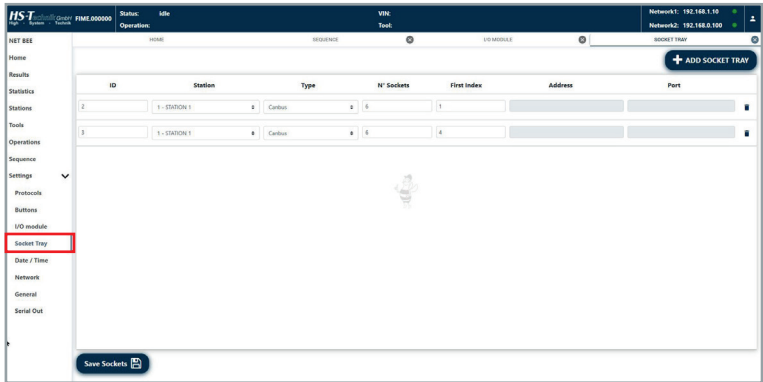 HS-Technik GmbH
High - System - Technik
FIME.000000
Status: Idle
Operation:
VIN:
Tool:
Network1: 192.168.1.10
Network2: 192.168.0.100
NET BEE
HOME
SEQUENCE
I/O MODULE
SOCKET TRAY
Home
Results
Statistics
Stations
Tools
Operations
Sequence
Settings
Protocols
Buttons
I/O module
Socket Tray
Date / Time
Network
General
Serial Out
ADD SOCKET TRAY
ID Station Type N° Sockets First Index Address Port
2 1 - STATION 1 Canbus 6 1
3 1 - STATION 1 Canbus 6 4
Save Sockets